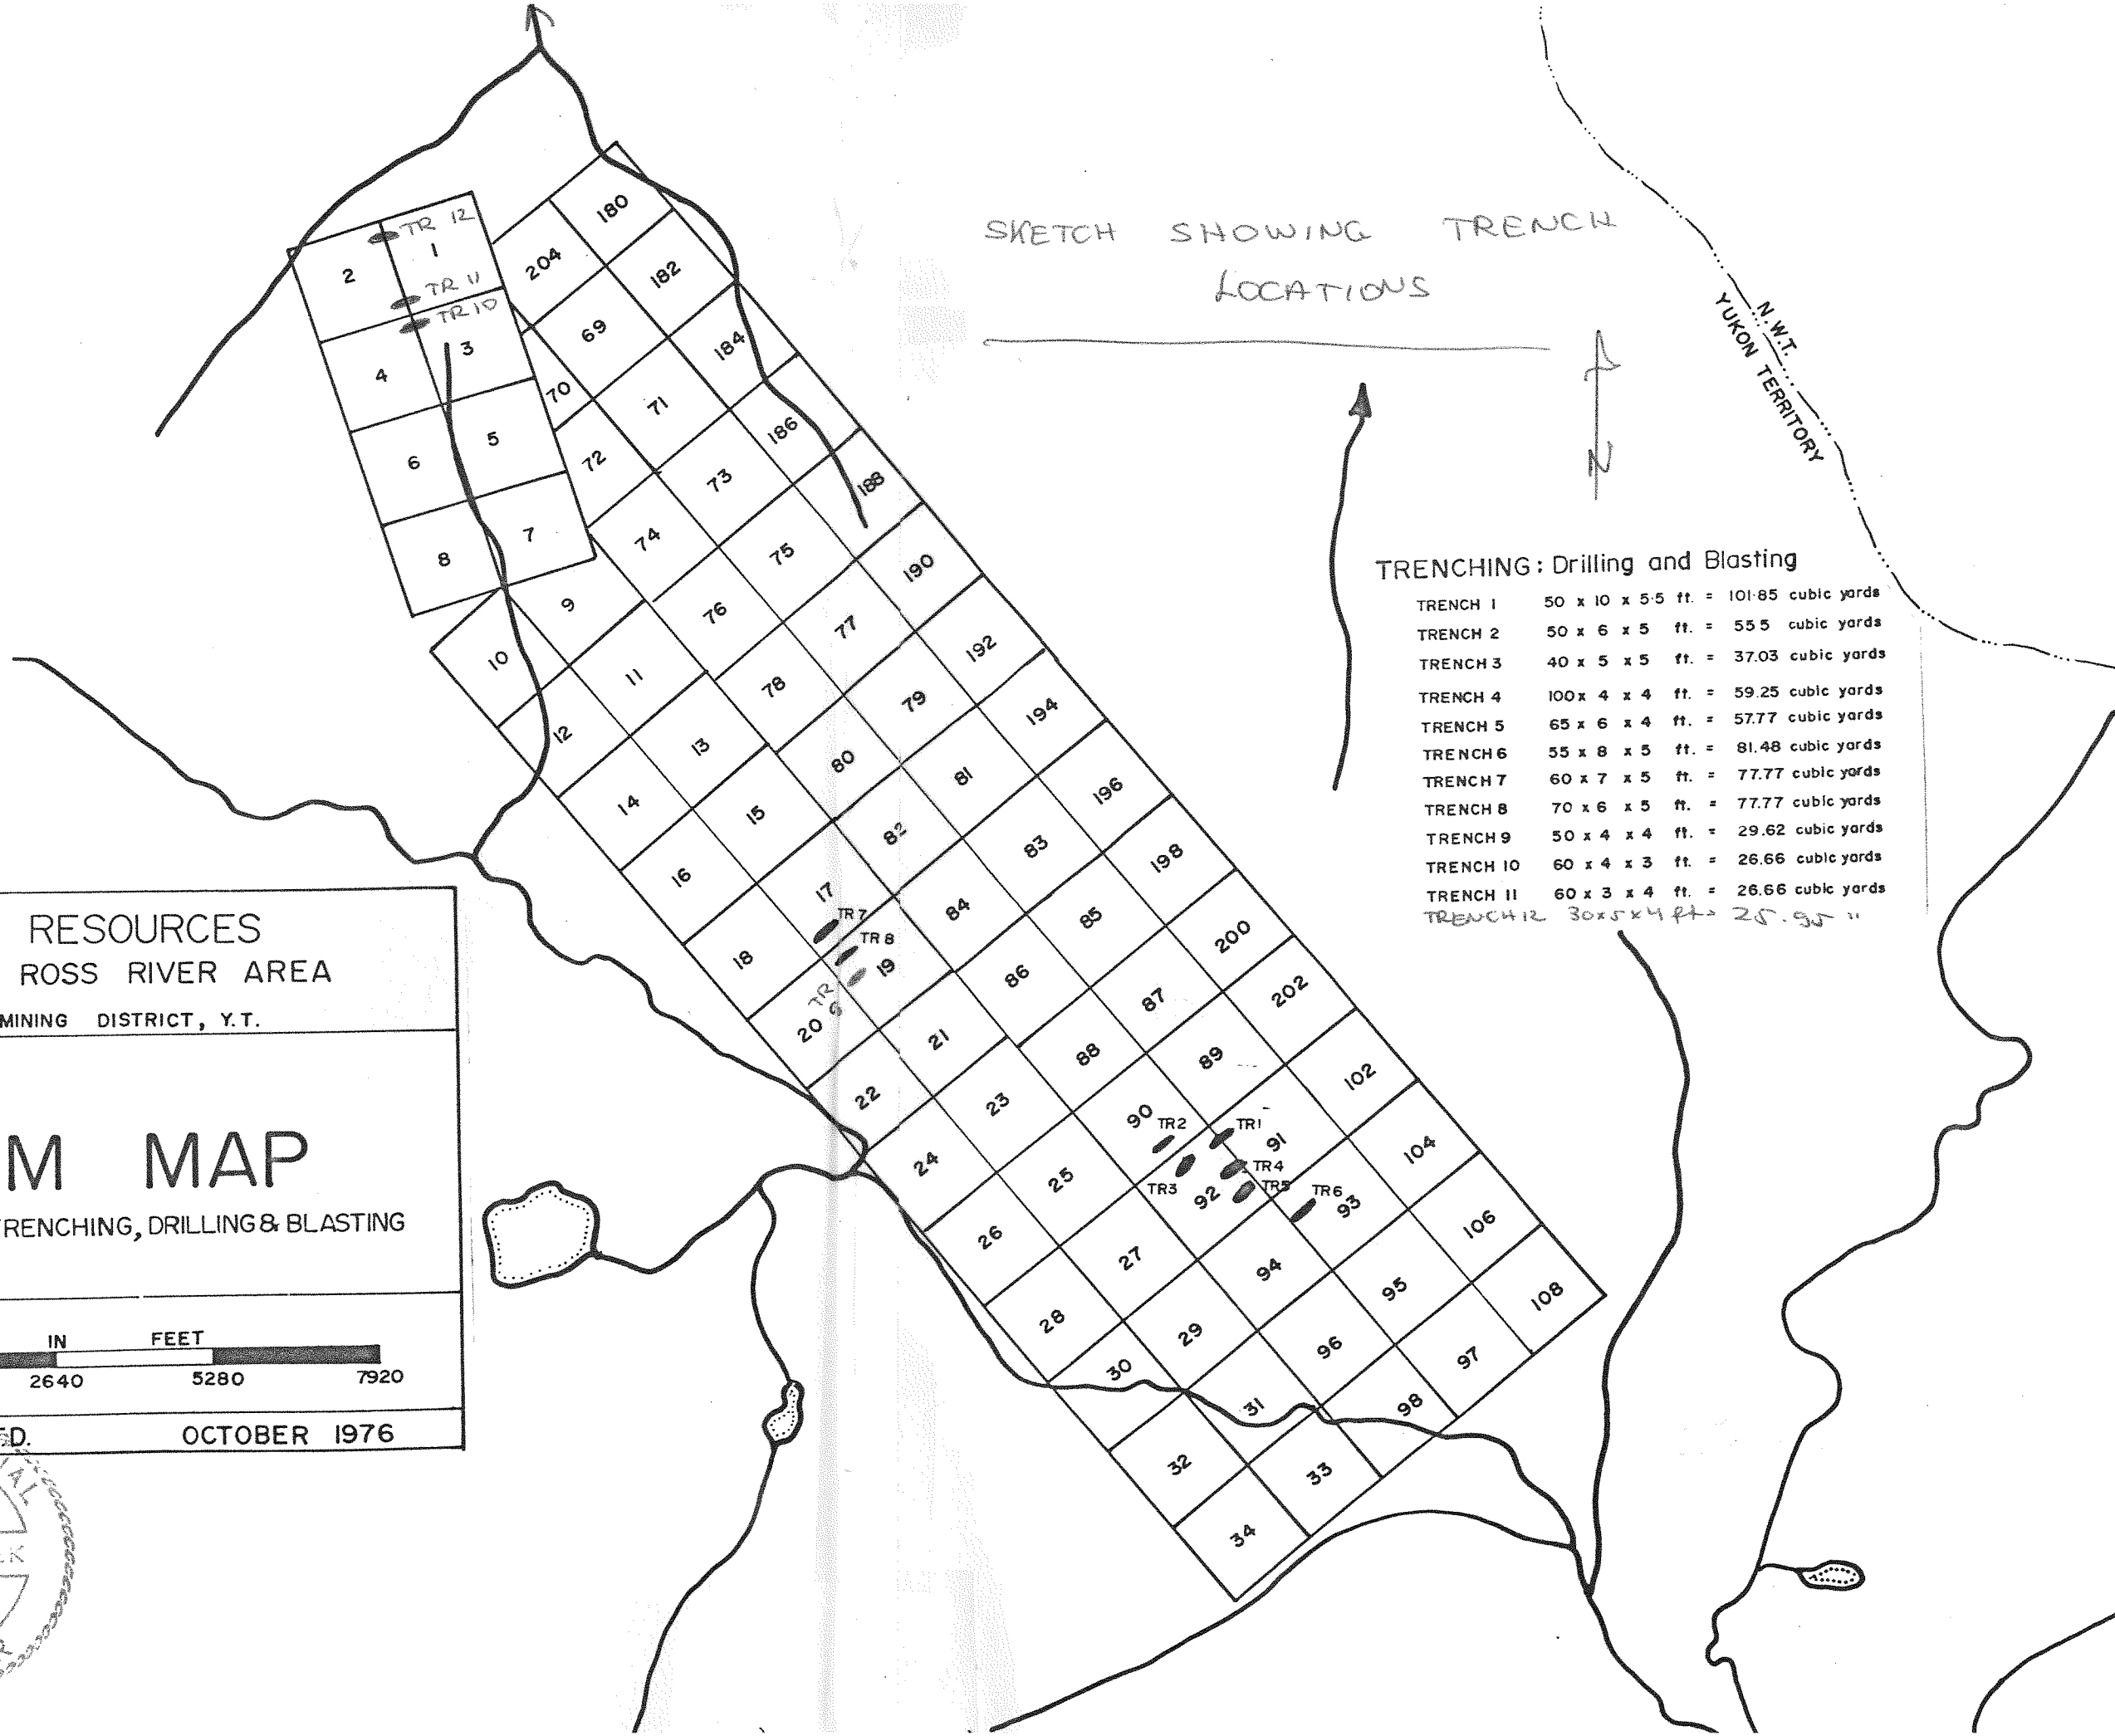 SKETCH SHOWING TRENCH
LOCATIONS
N
N.W.T.
YUKON TERRITORY
TRENCHING: Drilling and Blasting
TRENCH 1 50 x 10 x 5.5 ft. = 101.85 cubic yards
TRENCH 2 50 x 6 x 5 ft. = 55.5 cubic yards
TRENCH 3 40 x 5 x 5 ft. = 37.03 cubic yards
TRENCH 4 100 x 4 x 4 ft. = 59.25 cubic yards
TRENCH 5 65 x 6 x 4 ft. = 57.77 cubic yards
TRENCH 6 55 x 8 x 5 ft. = 81.48 cubic yards
TRENCH 7 60 x 7 x 5 ft. = 77.77 cubic yards
TRENCH 8 70 x 6 x 5 ft. = 77.77 cubic yards
TRENCH 9 50 x 4 x 4 ft. = 29.62 cubic yards
TRENCH 10 60 x 4 x 3 ft. = 26.66 cubic yards
TRENCH 11 60 x 3 x 4 ft. = 26.66 cubic yards
TRENCH 12 30 x 5 x 4 ft = 25.95 "
TR 12
1
2
TR 11
TR 10
3
4
5
6
7
8
180
204
182
69
184
70
71
186
72
73
188
74
75
190
9
76
77
192
10
11
78
79
194
12
13
80
81
196
14
15
82
83
198
16
17
84
85
200
TR 7
TR 8
18
19
86
87
202
TR 9
20
21
88
89
102
22
23
90
TR2
TR1
91
104
24
25
TR3
92
TR4
TR5
TR6
93
106
26
27
94
95
108
28
29
96
97
30
31
98
32
33
34
RESOURCES
ROSS RIVER AREA
MINING DISTRICT, Y.T.
M MAP
RENCHING, DRILLING & BLASTING
IN FEET
2640 5280 7920
ED. OCTOBER 1976